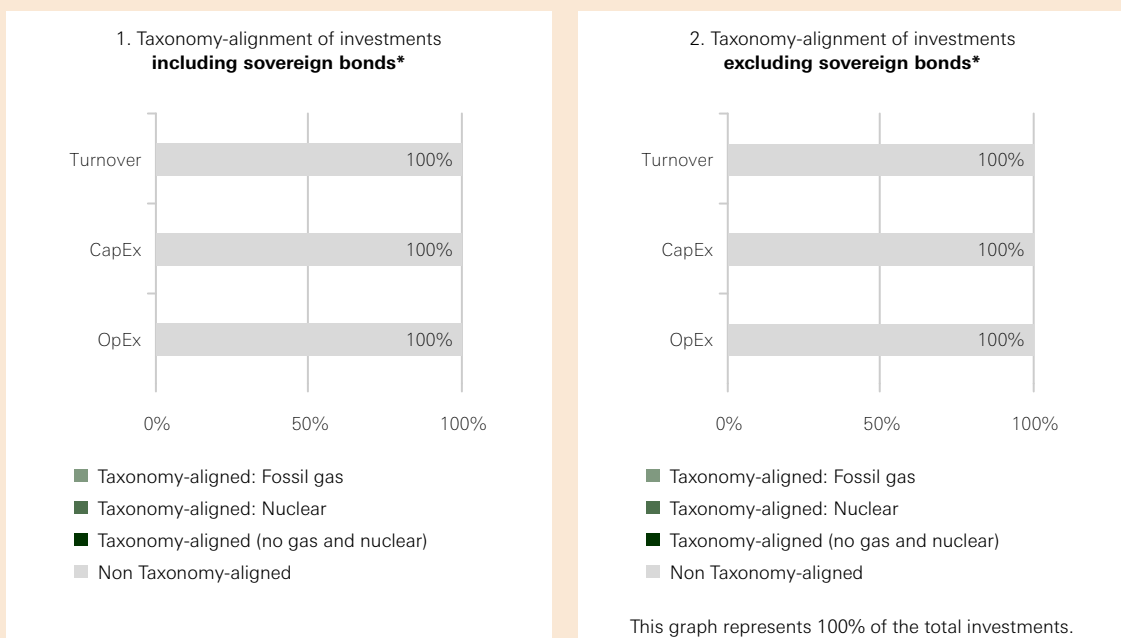 1. Taxonomy-alignment of investments
including sovereign bonds*
Turnover
100%
CapEx
100%
OpEx
100%
0%
50%
100%
Taxonomy-aligned: Fossil gas
Taxonomy-aligned: Nuclear
Taxonomy-aligned (no gas and nuclear)
Non Taxonomy-aligned
2. Taxonomy-alignment of investments
excluding sovereign bonds*
Turnover
100%
CapEx
100%
OpEx
100%
0%
50%
100%
Taxonomy-aligned: Fossil gas
Taxonomy-aligned: Nuclear
Taxonomy-aligned (no gas and nuclear)
Non Taxonomy-aligned
This graph represents 100% of the total investments.